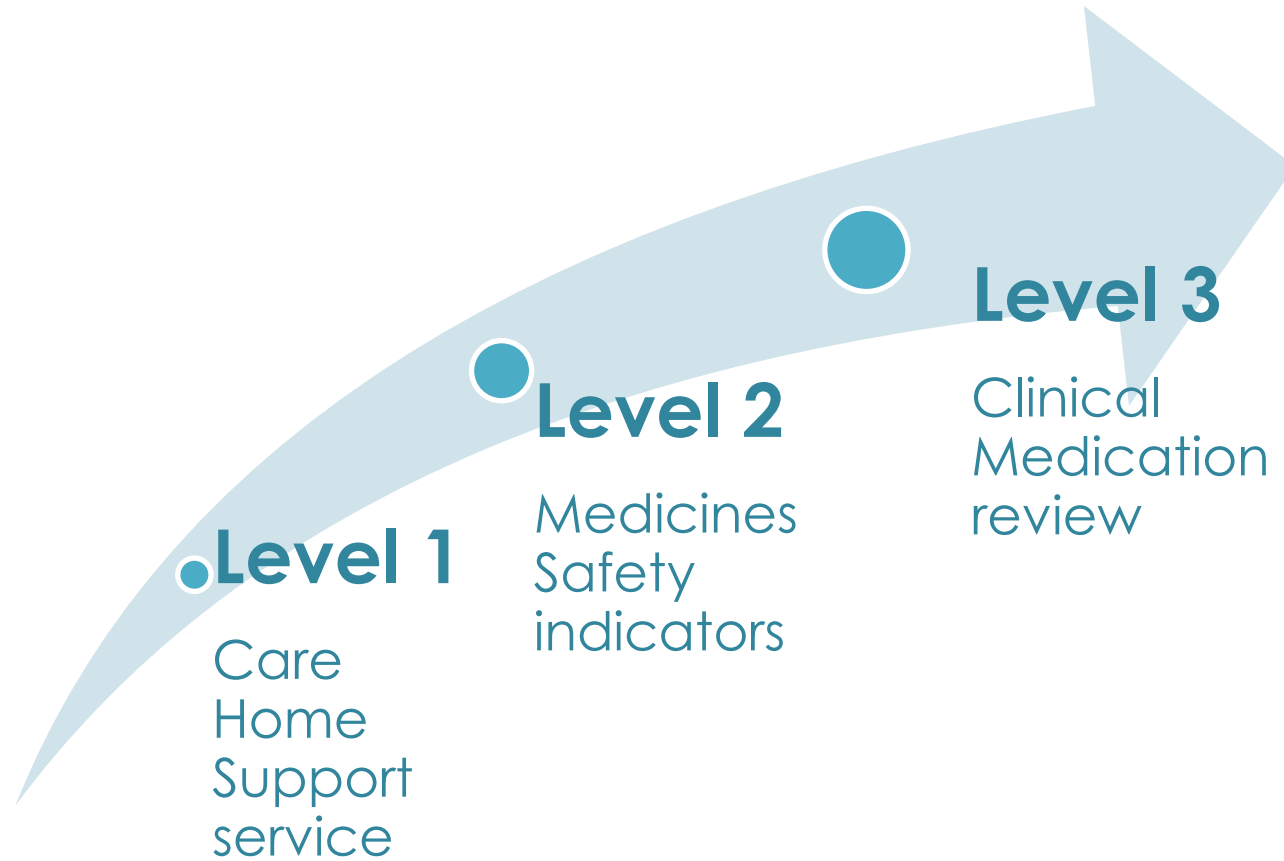 Level 1
Care
Home
Support
service
Level 2
Medicines
Safety
indicators
Level 3
Clinical
Medication
review